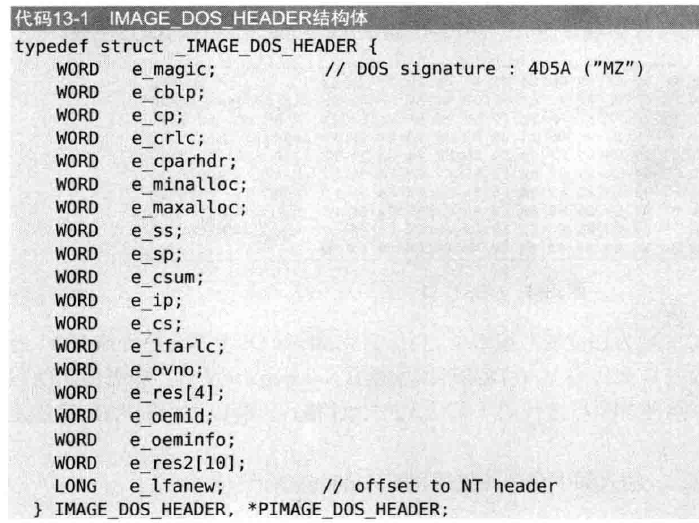 代码13-1 IMAGE_DOS_HEADER结构体
typedef struct _IMAGE_DOS_HEADER {
WORD e_magic; // DOS signature : 4D5A ("MZ")
WORD e_cblp;
WORD e_cp;
WORD e_crlc;
WORD e_cparhdr;
WORD e_minalloc;
WORD e_maxalloc;
WORD e_ss;
WORD e_sp;
WORD e_csum;
WORD e_ip;
WORD e_cs;
WORD e_lfarlc;
WORD e_ovno;
WORD e_res[4];
WORD e_oemid;
WORD e_oeminfo;
WORD e_res2[10];
LONG e_lfanew; // offset to NT header
} IMAGE_DOS_HEADER, *PIMAGE_DOS_HEADER;